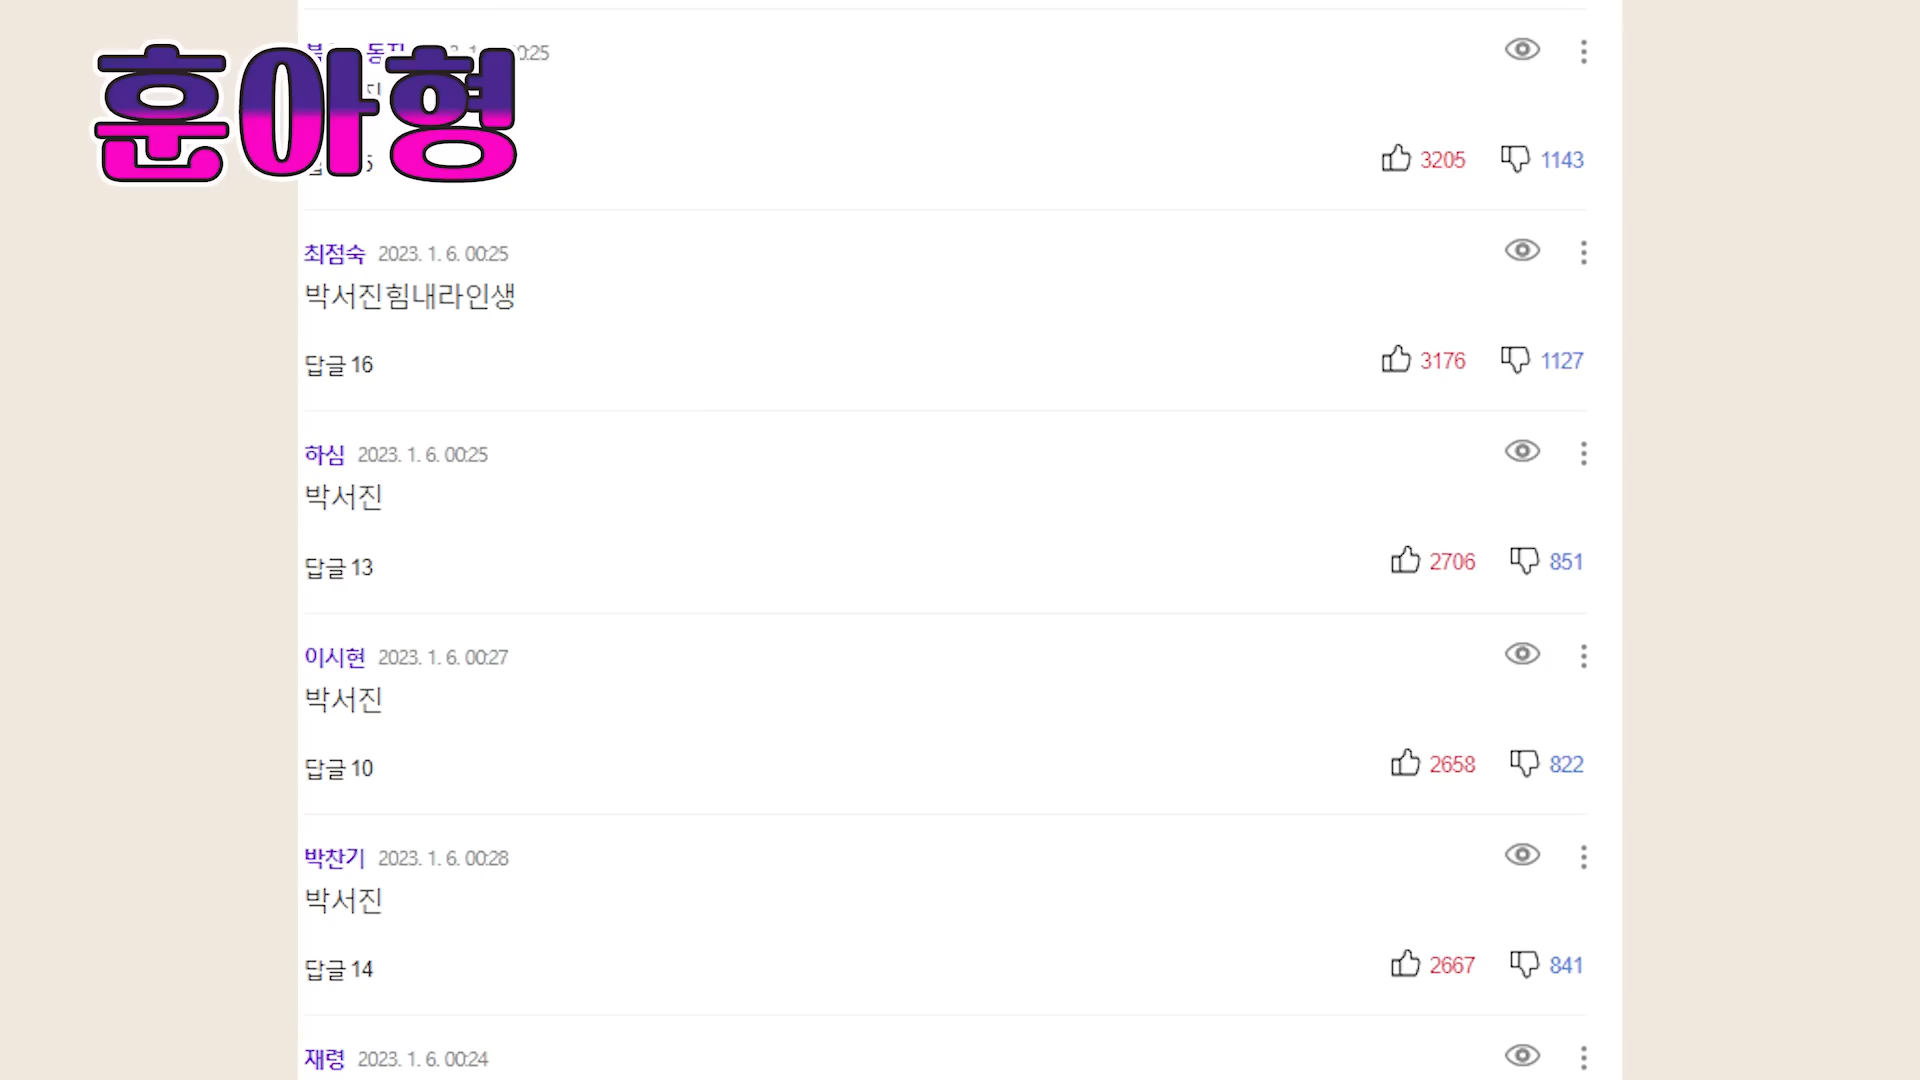 훈아형
3205 1143
최점숙 2023. 1. 6. 00:25
박서진힘내라인생
답글 16
3176 1127
하심 2023. 1. 6. 00:25
박서진
답글 13
2706 851
이시현 2023. 1. 6. 00:27
박서진
답글 10
2658 822
박찬기 2023. 1. 6. 00:28
박서진
답글 14
2667 841
재령 2023. 1. 6. 00:24